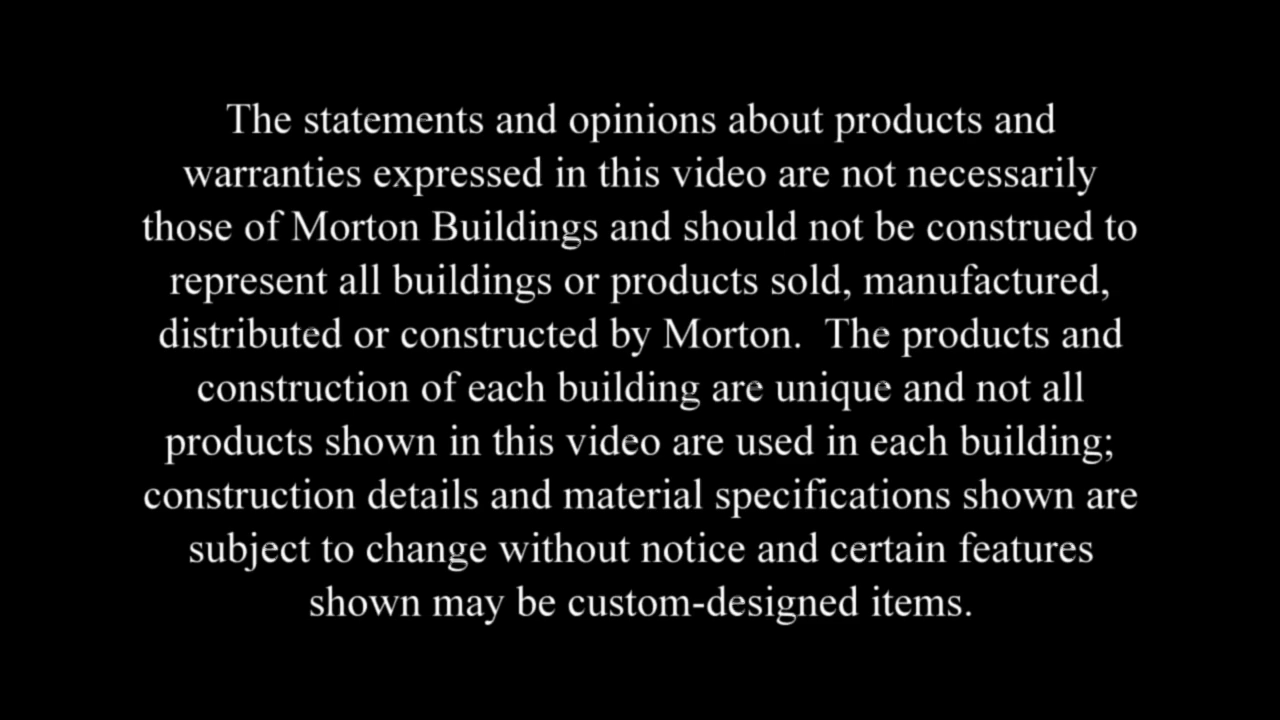 The statements and opinions about products and
warranties expressed in this video are not necessarily
those of Morton Buildings and should not be construed to
represent all buildings or products sold, manufactured,
distributed or constructed by Morton.  The products and
construction of each building are unique and not all
products shown in this video are used in each building;
construction details and material specifications shown are
subject to change without notice and certain features
shown may be custom-designed items.